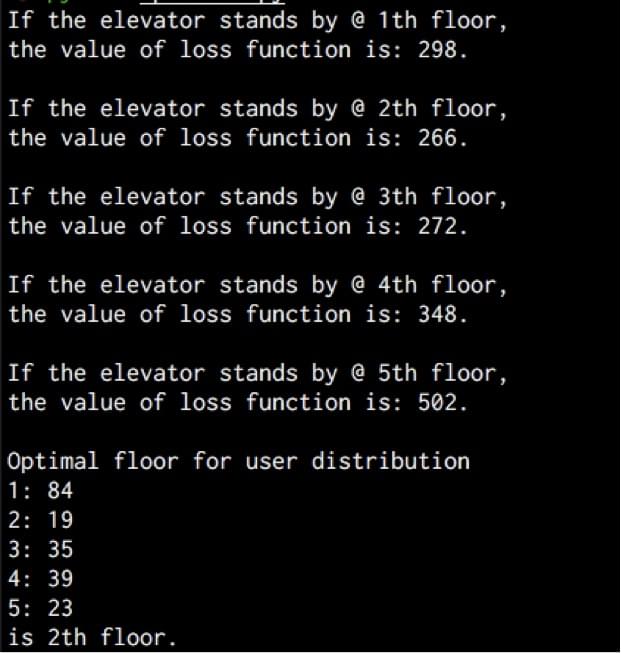 If the elevator stands by @ 1th floor,
the value of loss function is: 298.
If the elevator stands by @ 2th floor,
the value of loss function is: 266.
If the elevator stands by @ 3th floor,
the value of loss function is: 272.
If the elevator stands by @ 4th floor,
the value of loss function is: 348.
If the elevator stands by @ 5th floor,
the value of loss function is: 502.
Optimal floor for user distribution
1: 84
2: 19
3: 35
4: 39
5: 23
is 2th floor.